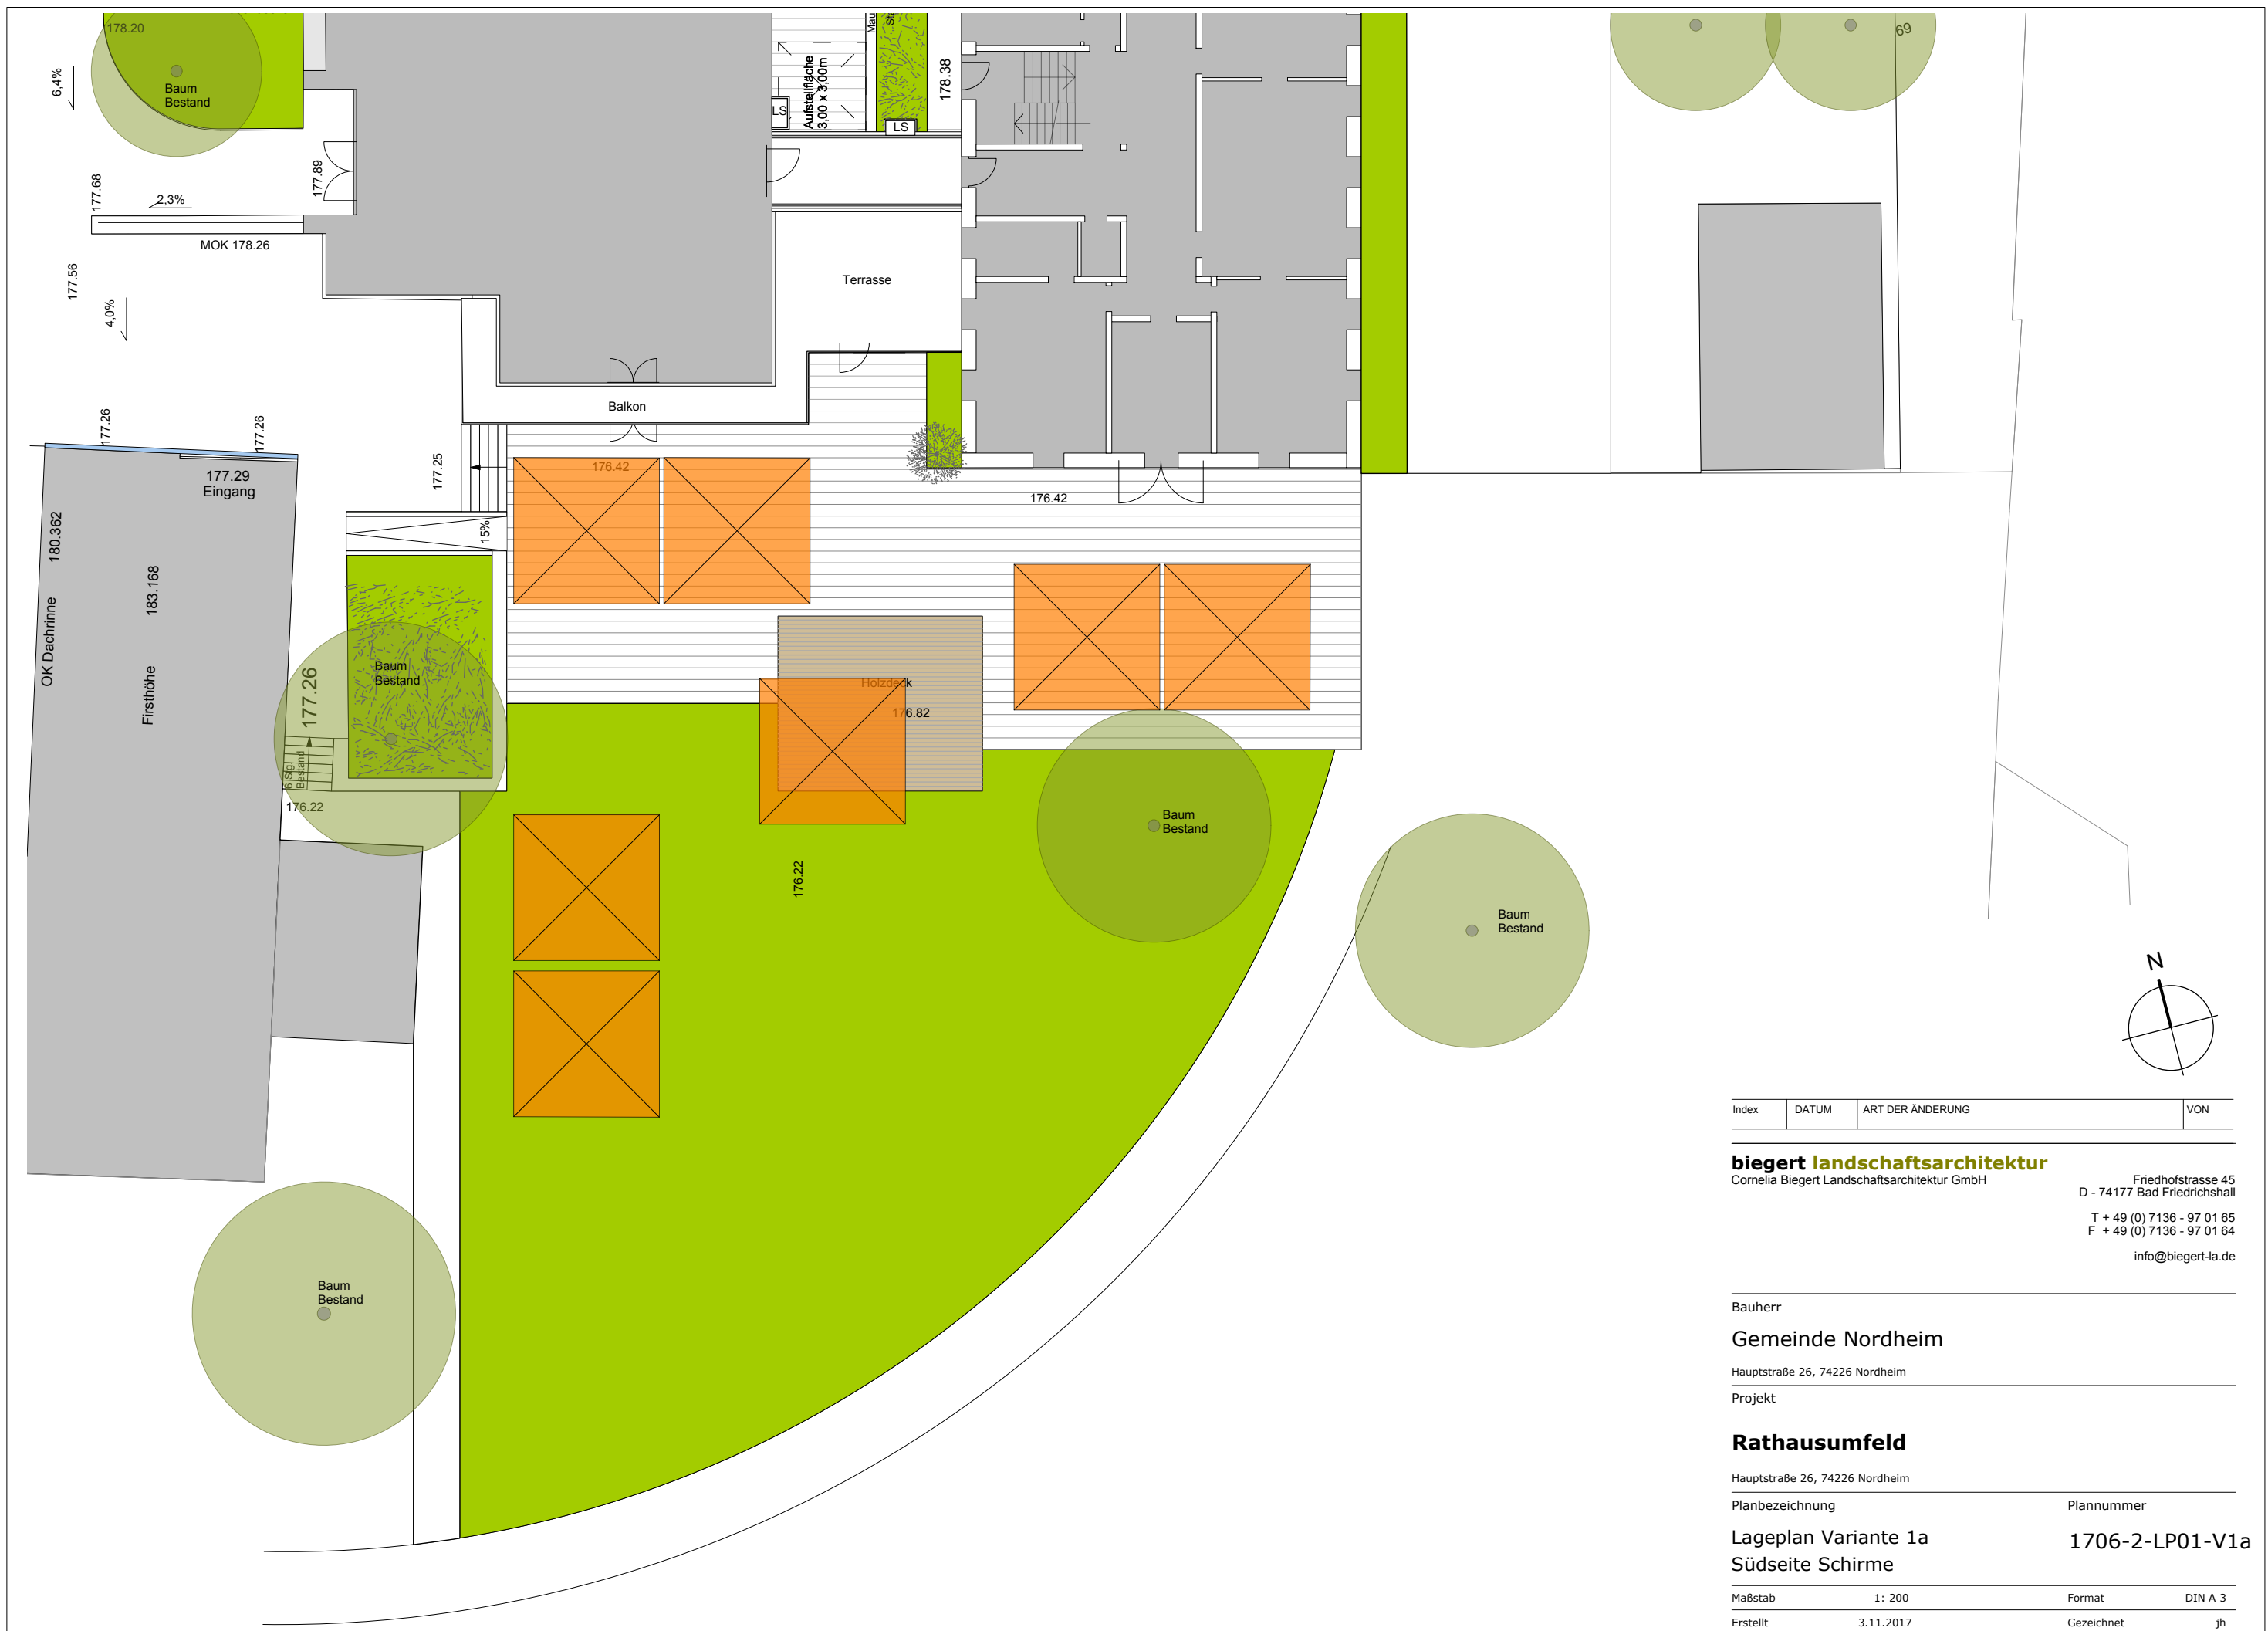 178.20
6,4%
Baum
Bestand
177.68
2,3%
177.89
MOK 178.26
177.56
4,0%
LS
Aufstellfläche
3,00 x 3,00m
Mau
LS
178.38
69
Terrasse
Balkon
177.26
177.26
177.29
Eingang
177.25
176.42
176.42
15%
OK Dachrinne 180.362
Firsthöhe 183.168
Baum
Bestand
177.26
6 Stg.
Bestand
176.22
Holzdeck
176.82
176.22
Baum
Bestand
Baum
Bestand
Baum
Bestand
N
Index DATUM ART DER ÄNDERUNG VON
biegert landschaftsarchitektur
Cornelia Biegert Landschaftsarchitektur GmbH
Friedhofstrasse 45
D - 74177 Bad Friedrichshall
T + 49 (0) 7136 - 97 01 65
F + 49 (0) 7136 - 97 01 64
info@biegert-la.de
Bauherr
Gemeinde Nordheim
Hauptstraße 26, 74226 Nordheim
Projekt
Rathausumfeld
Hauptstraße 26, 74226 Nordheim
Planbezeichnung Plannummer
Lageplan Variante 1a 1706-2-LP01-V1a
Südseite Schirme
Maßstab 1: 200 Format DIN A 3
Erstellt 3.11.2017 Gezeichnet jh